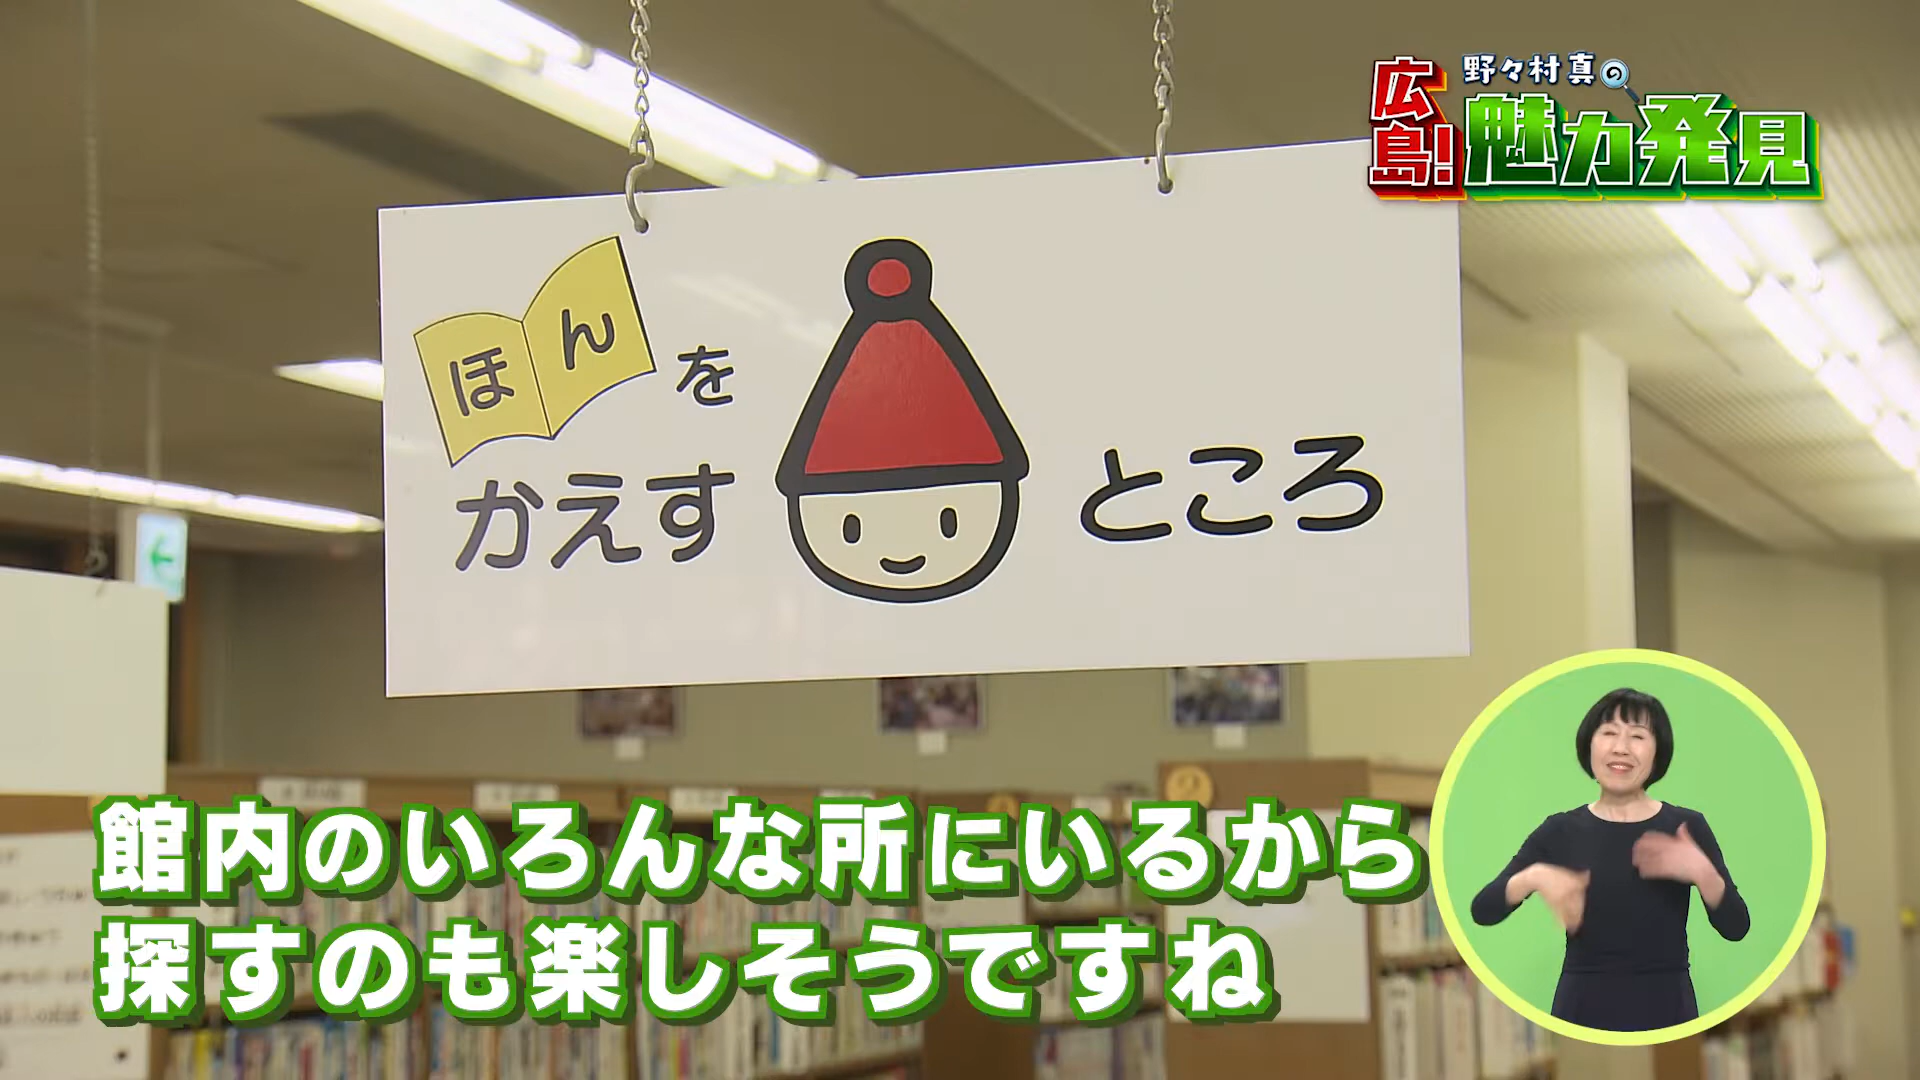 野々村真の
広島!魅力発見
ほんを
かえすところ
館内のいろんな所にいるから
探すのも楽しそうですね